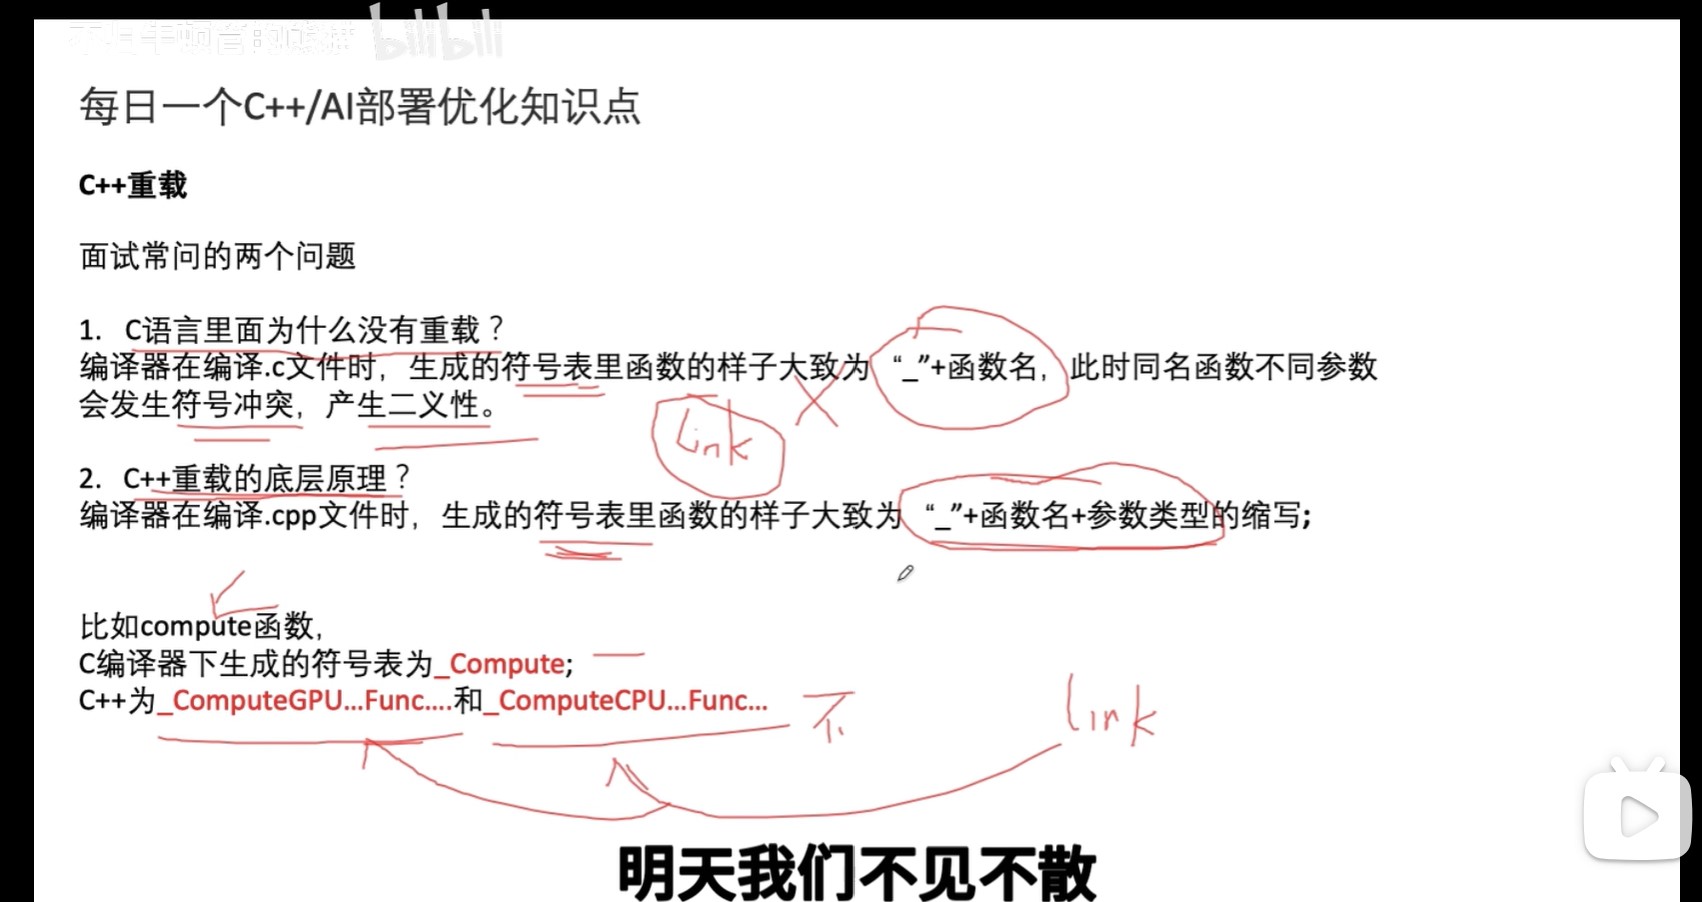 bilibili
每日一个C++/AI部署优化知识点
C++重载
面试常问的两个问题
1. C语言里面为什么没有重载？
编译器在编译.c文件时，生成的符号表里函数的样子大致为 “_”+函数名，此时同名函数不同参数
会发生符号冲突，产生二义性。
Link
2. C++重载的底层原理？
编译器在编译.cpp文件时，生成的符号表里函数的样子大致为 “_”+函数名+参数类型的缩写;
比如compute函数，
C编译器下生成的符号表为_Compute;
C++为_ComputeGPU...Func....和_ComputeCPU...Func...
link
明天我们不见不散